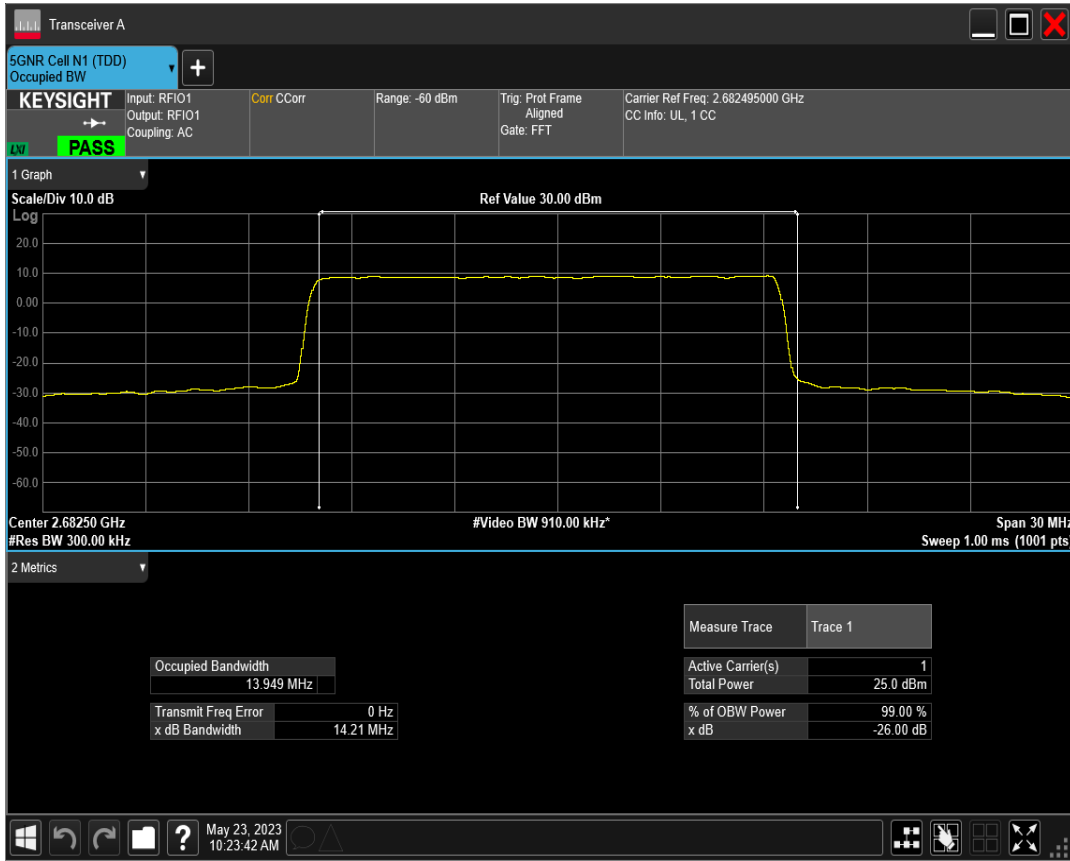 Transceiver A
5GNR Cell N1 (TDD)
Occupied BW
+
KEYSIGHT
LXI
PASS
Input: RFIO1
Output: RFIO1
Coupling: AC
Corr CCorr
Range: -60 dBm
Trig: Prot Frame
Aligned
Gate: FFT
Carrier Ref Freq: 2.682495000 GHz
CC Info: UL, 1 CC
1 Graph
Scale/Div 10.0 dB
Ref Value 30.00 dBm
Log
20.0
10.0
0.00
-10.0
-20.0
-30.0
-40.0
-50.0
-60.0
Center 2.68250 GHz
#Video BW 910.00 kHz*
Span 30 MHz
#Res BW 300.00 kHz
Sweep 1.00 ms (1001 pts)
2 Metrics
Measure Trace Trace 1
Occupied Bandwidth
13.949 MHz
Active Carrier(s) 1
Total Power 25.0 dBm
Transmit Freq Error 0 Hz
x dB Bandwidth 14.21 MHz
% of OBW Power 99.00 %
x dB -26.00 dB
?
May 23, 2023
10:23:42 AM